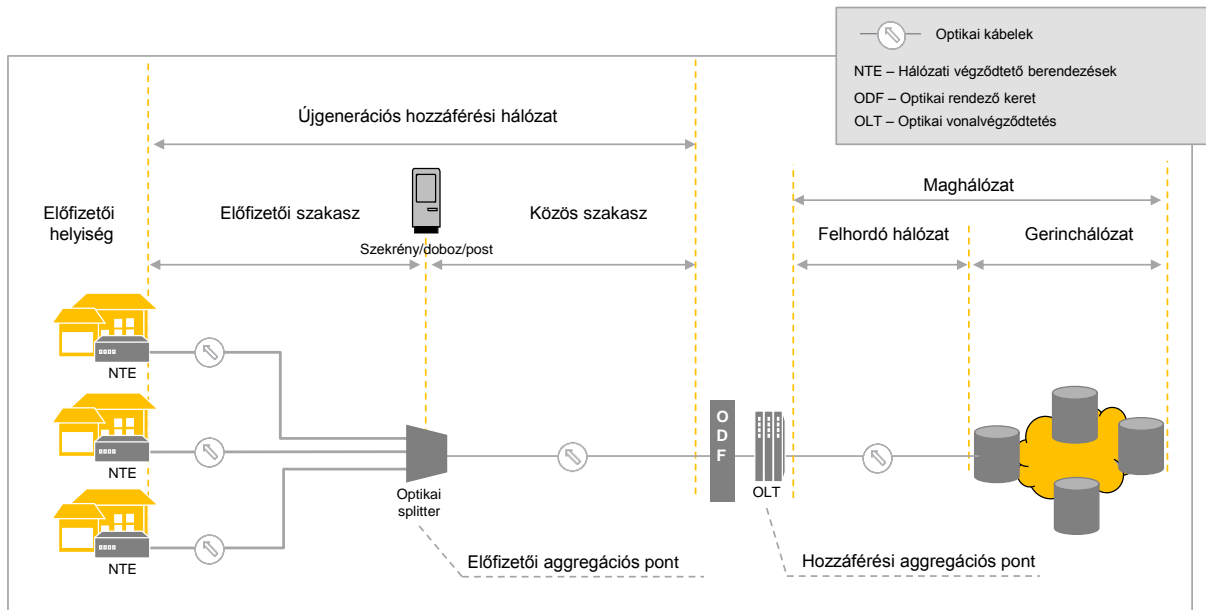 Optikai kábelek
NTE – Hálózati végződtető berendezések
ODF – Optikai rendező keret
OLT – Optikai vonalvégződtetés
Újgenerációs hozzáférési hálózat
Maghálózat
Előfizetői
helyiség
Előfizetői szakasz
Közös szakasz
Felhordó hálózat
Gerinchálózat
Szekrény/doboz/post
NTE
NTE
NTE
Optikai
splitter
O
D
F
OLT
Előfizetői aggregációs pont
Hozzáférési aggregációs pont